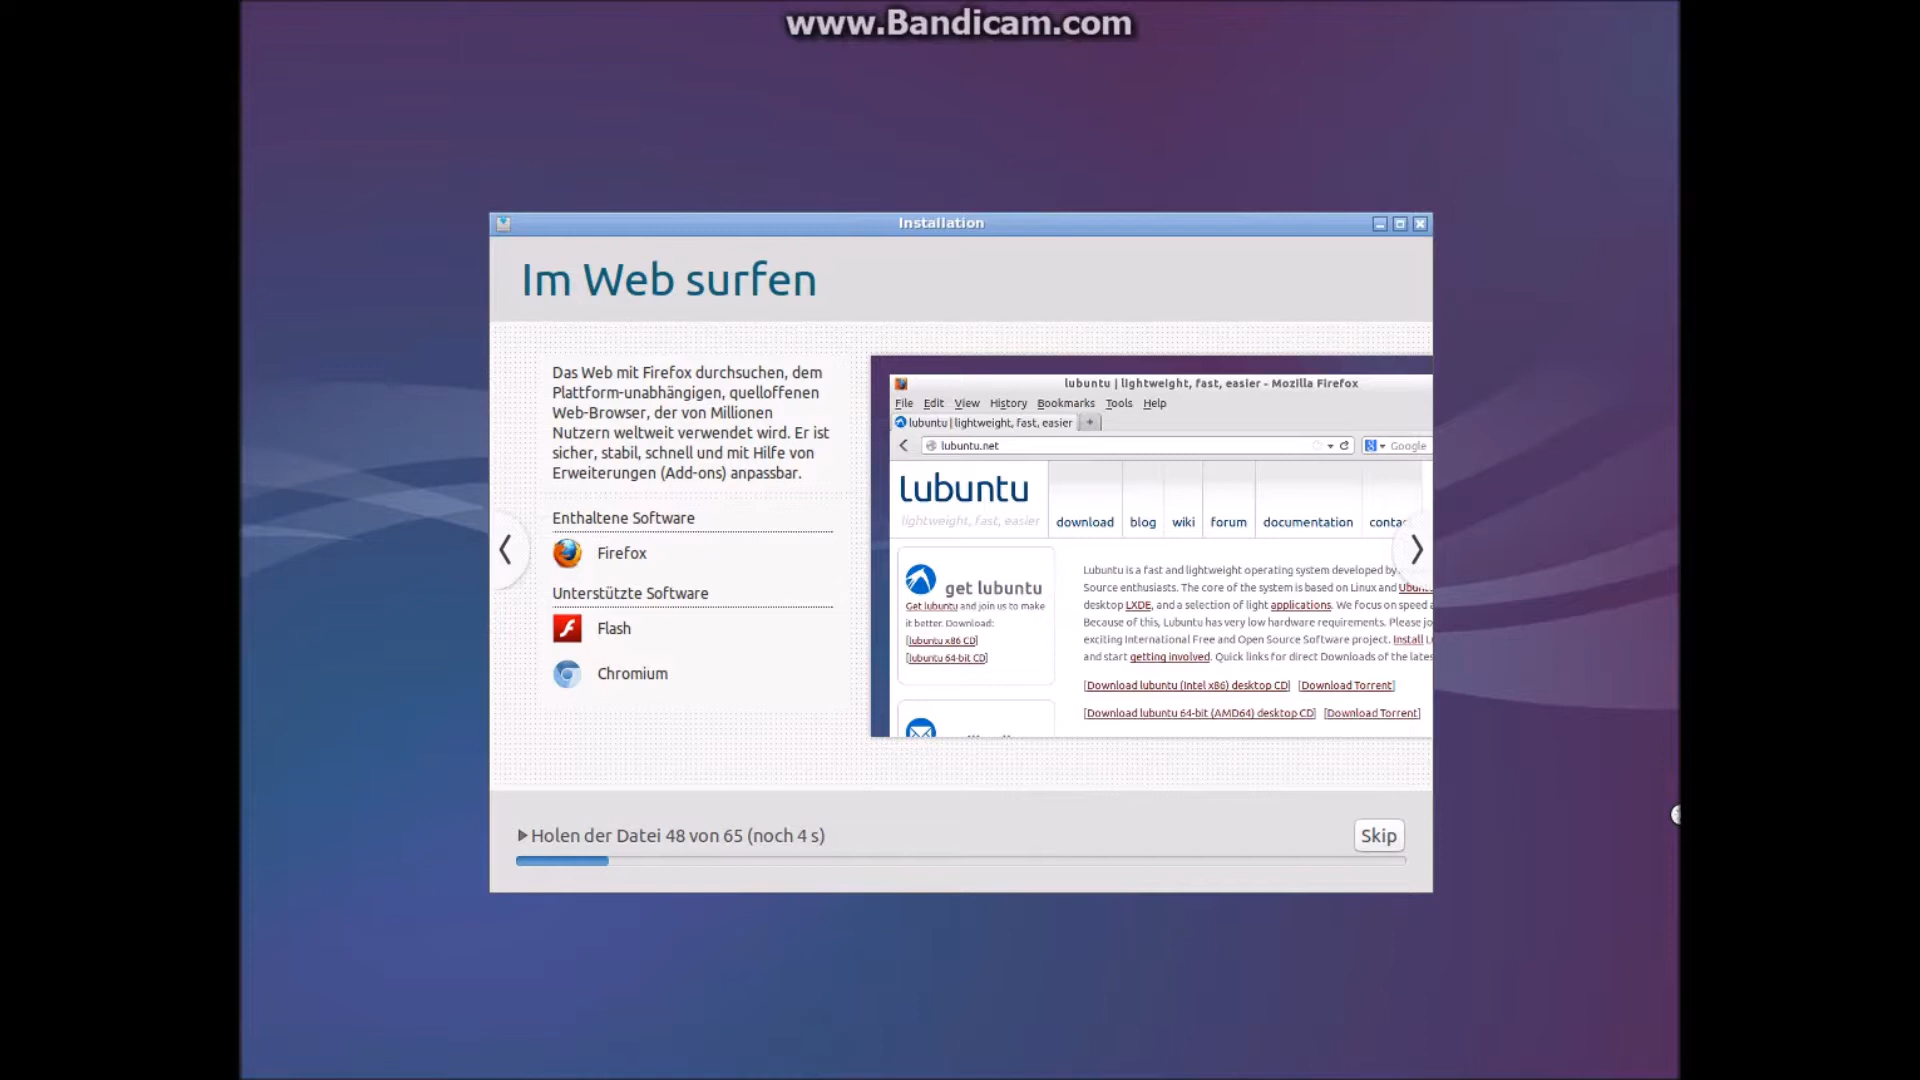 www.Bandicam.com
Installation
Im Web surfen
Das Web mit Firefox durchsuchen, dem
Plattform-unabhängigen, quelloffenen
Web-Browser, der von Millionen
Nutzern weltweit verwendet wird. Er ist
sicher, stabil, schnell und mit Hilfe von
Erweiterungen (Add-ons) anpassbar.
Enthaltene Software
Firefox
Unterstützte Software
Flash
Chromium
lubuntu | lightweight, fast, easier - Mozilla Firefox
File Edit View History Bookmarks Tools Help
lubuntu | lightweight, fast, easier
lubuntu.net
Google
lubuntu
lightweight, fast, easier
download blog wiki forum documentation
get lubuntu
Get lubuntu and join us to make
it better. Download:
[lubuntu x86 CD]
[lubuntu 64-bit CD]
Lubuntu is a fast and lightweight operating system developed by
Source enthusiasts. The core of the system is based on Linux and
desktop LXDE, and a selection of light applications. We focus on speed
Because of this, Lubuntu has very low hardware requirements. Please
exciting International Free and Open Source Software project. Install
and start getting involved. Quick links for direct Downloads of the
[Download lubuntu (Intel x86) desktop CD] [Download Torrent]
[Download lubuntu 64-bit (AMD64) desktop CD] [Download Torrent]
Holen der Datei 48 von 65 (noch 4 s)
Skip